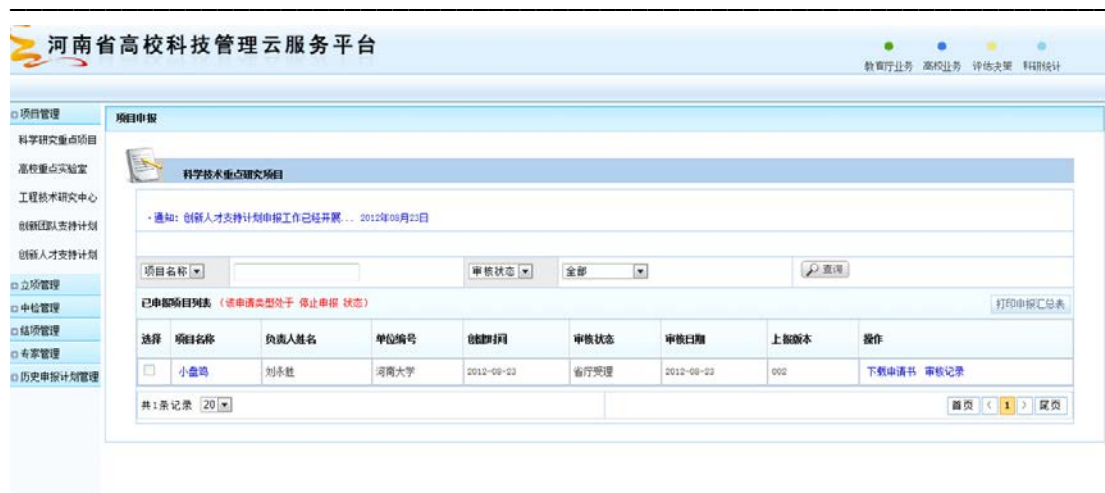 河南省高校科技管理云服务平台
教育厅业务 高校业务 评估决策 科研统计
项目管理
科学研究重点项目
高校重点实验室
工程技术研究中心
创新团队支持计划
创新人才支持计划
立项管理
中检管理
结项管理
专家管理
历史申报计划管理
项目申报
科学技术重点研究项目
·通知：创新人才支持计划申报工作已经开展... 2012年08月23日
项目名称 审核状态 全部 查询
已申报项目列表 （该申请类型处于 停止申报 状态） 打印申报汇总表
选择 项目名称 负责人姓名 单位编号 创建时间 审核状态 审核日期 上报版本 操作
小盘鸡 刘永胜 河南大学 2012-08-23 省厅受理 2012-08-23 002 下载申请书 审核记录
共1条记录 20 首页 < 1 > 尾页